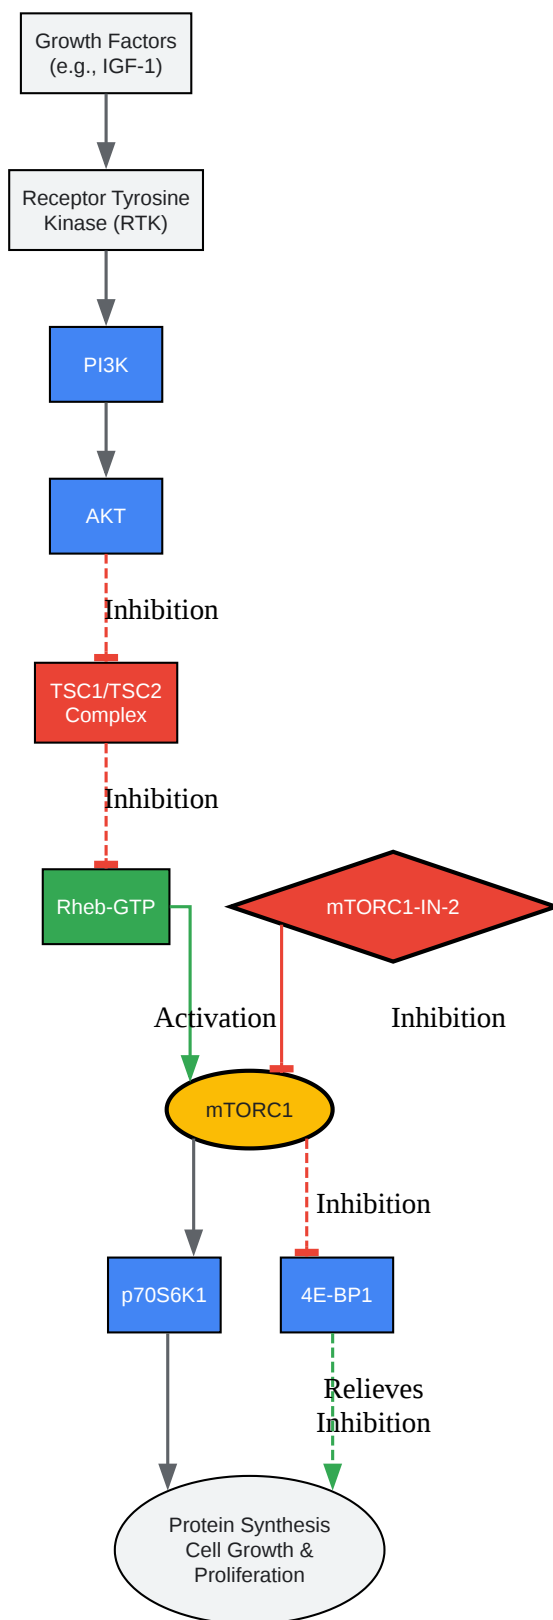 Growth Factors
(e.g., IGF-1)
Receptor Tyrosine
Kinase (RTK)
PI3K
AKT
Inhibition
TSC1/TSC2
Complex
Inhibition
Rheb-GTP
mTORC1-IN-2
Activation
Inhibition
mTORC1
Inhibition
p70S6K1
4E-BP1
Relieves
Inhibition
Protein Synthesis
Cell Growth &
Proliferation